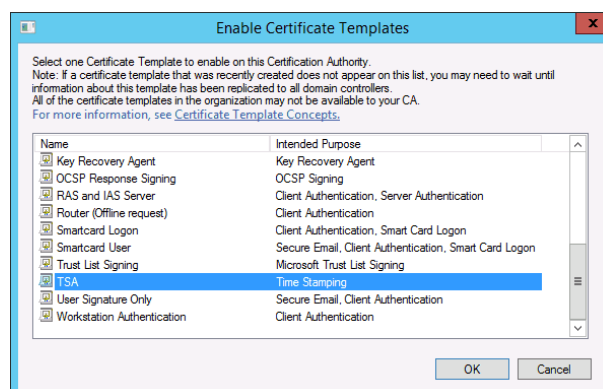 Enable Certificate Templates
x
Select one Certificate Template to enable on this Certification Authority.
Note: If a certificate template that was recently created does not appear on this list, you may need to wait until
information about this template has been replicated to all domain controllers.
All of the certificate templates in the organization may not be available to your CA.
For more information, see Certificate Template Concepts.
Name Intended Purpose
Key Recovery Agent Key Recovery Agent
OCSP Response Signing OCSP Signing
RAS and IAS Server Client Authentication, Server Authentication
Router (Offline request) Client Authentication
Smartcard Logon Client Authentication, Smart Card Logon
Smartcard User Secure Email, Client Authentication, Smart Card Logon
Trust List Signing Microsoft Trust List Signing
TSA Time Stamping
User Signature Only Secure Email, Client Authentication
Workstation Authentication Client Authentication
OK Cancel